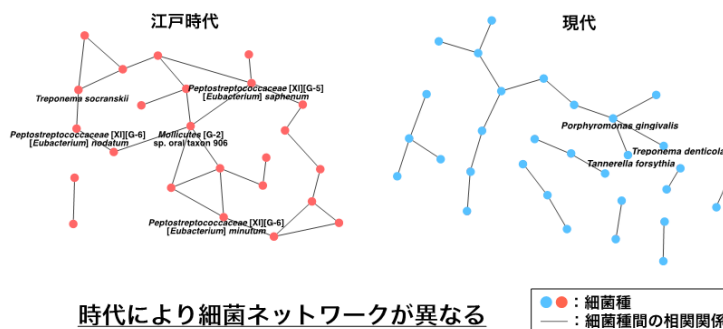 江戸時代
現代
Treponema socranskii
Peptostreptococcaceae [XI][G-5]
[Eubacterium] saphenum
Peptostreptococcaceae [XI][G-6]
[Eubacterium] nodatum
Mollicutes [G-2]
sp. oral taxon 906
Peptostreptococcaceae [XI][G-6]
[Eubacterium] minutum
Porphyromonas gingivalis
Treponema denticola
Tannerella forsythia
時代により細菌ネットワークが異なる
：細菌種
：細菌種間の相関関係